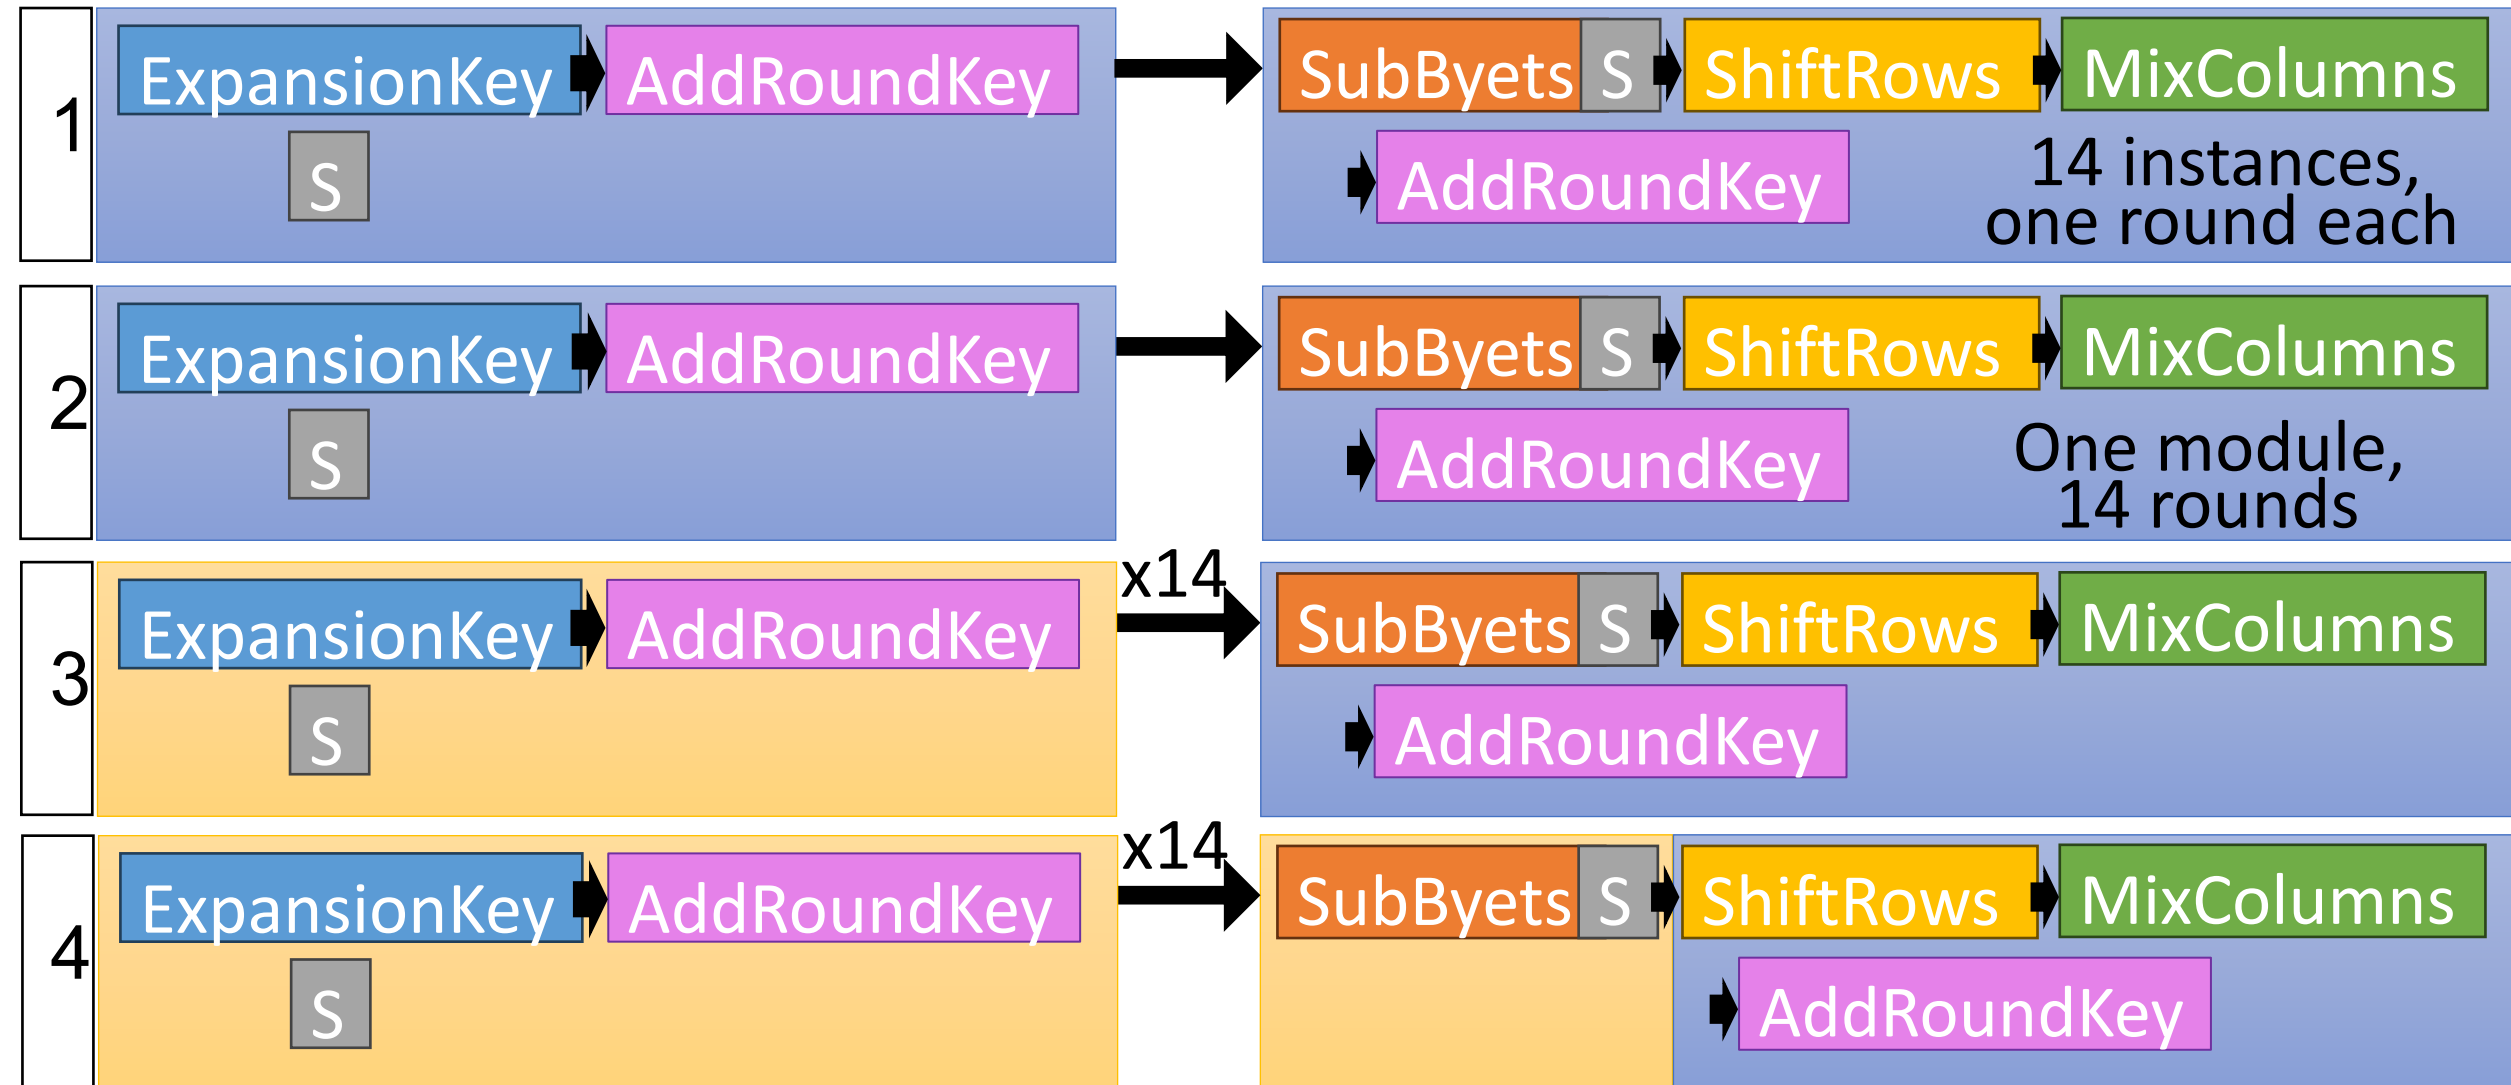 1
ExpansionKey AddRoundKey SubByets S ShiftRows MixColumns
S AddRoundKey 14 instances,
one round each
2
ExpansionKey AddRoundKey SubByets S ShiftRows MixColumns
S AddRoundKey One module,
14 rounds
3
ExpansionKey AddRoundKey x14 SubByets S ShiftRows MixColumns
S AddRoundKey
4
ExpansionKey AddRoundKey x14 SubByets S ShiftRows MixColumns
S AddRoundKey